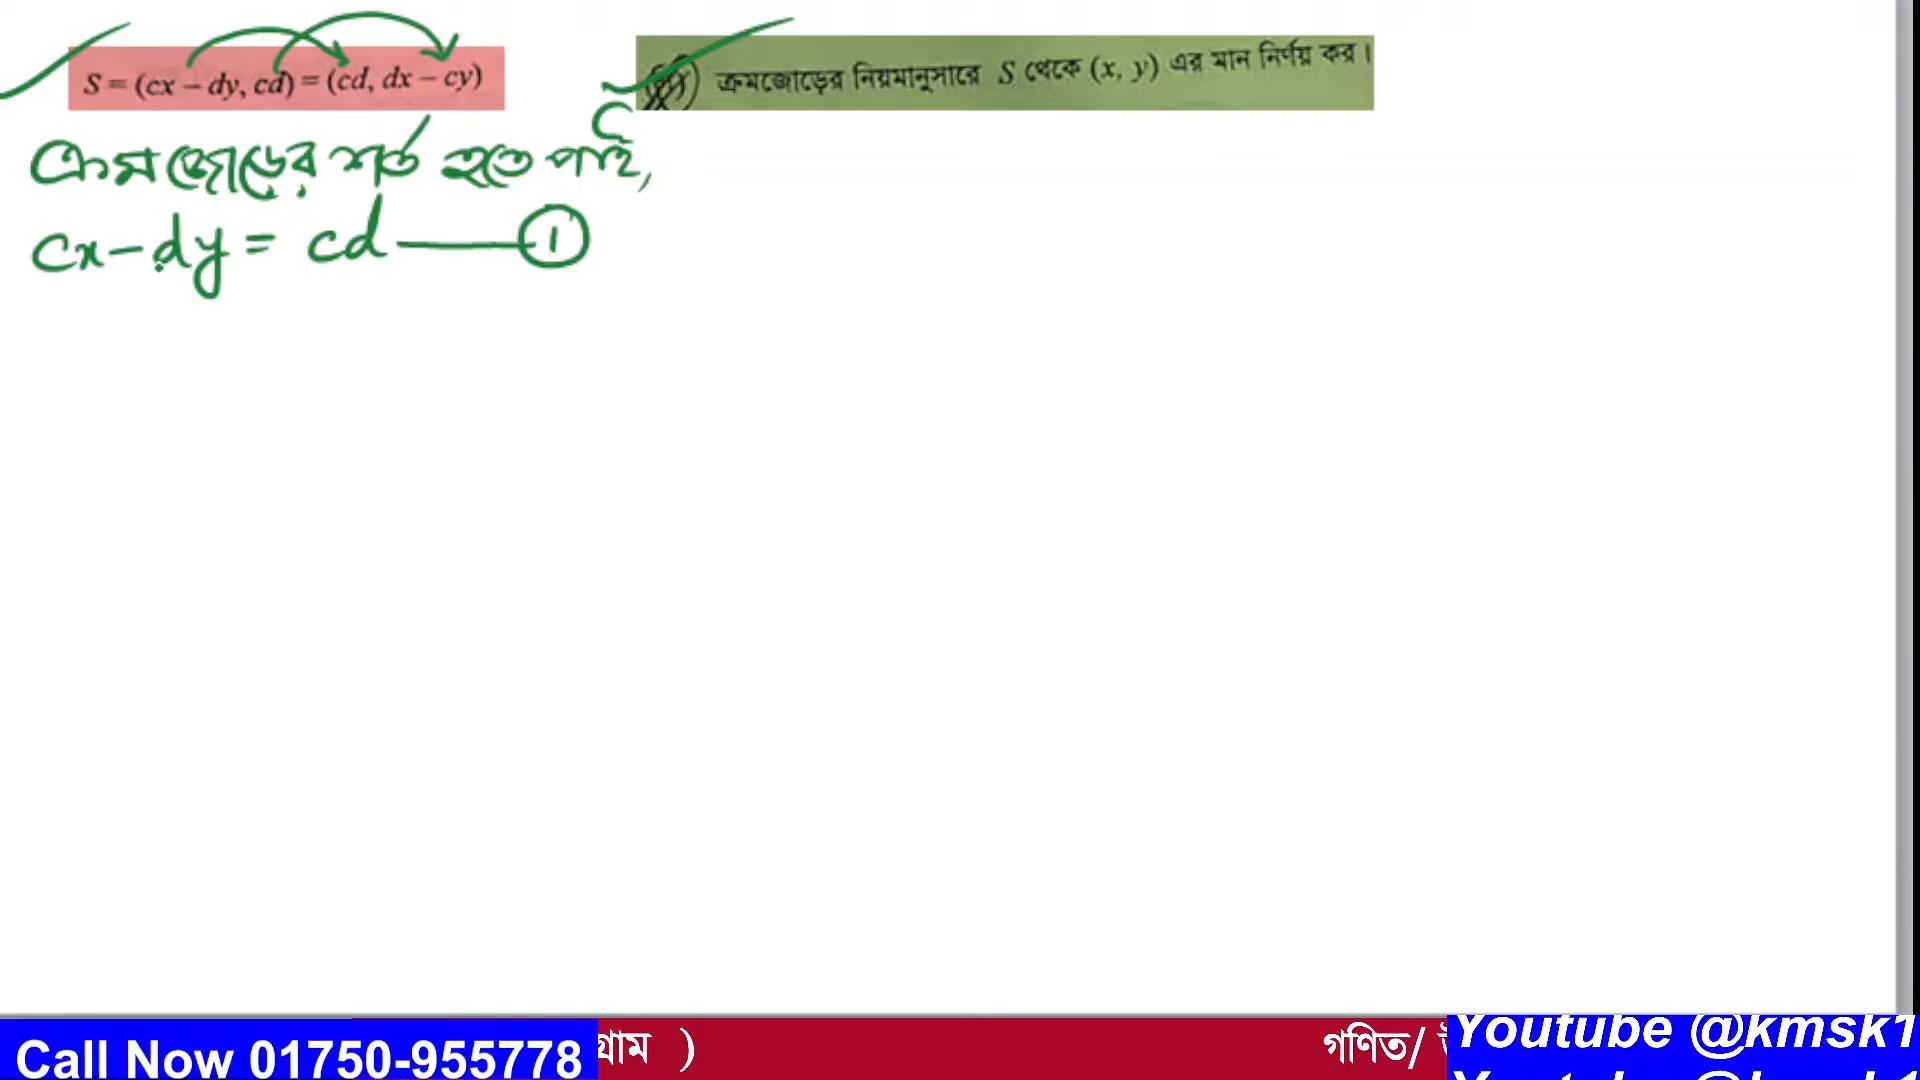 S = (cx − dy, cd) = (cd, dx − cy)
ক্রমজোড়ের নিয়মানুসারে S থেকে (x, y) এর মান নির্ণয় কর।
ক্রমজোড়ের শর্ত হতে পাই,
cx − dy = cd —— ①
Call Now 01750-955778
গ্রাম )
গণিত/
Youtube @kmsk1